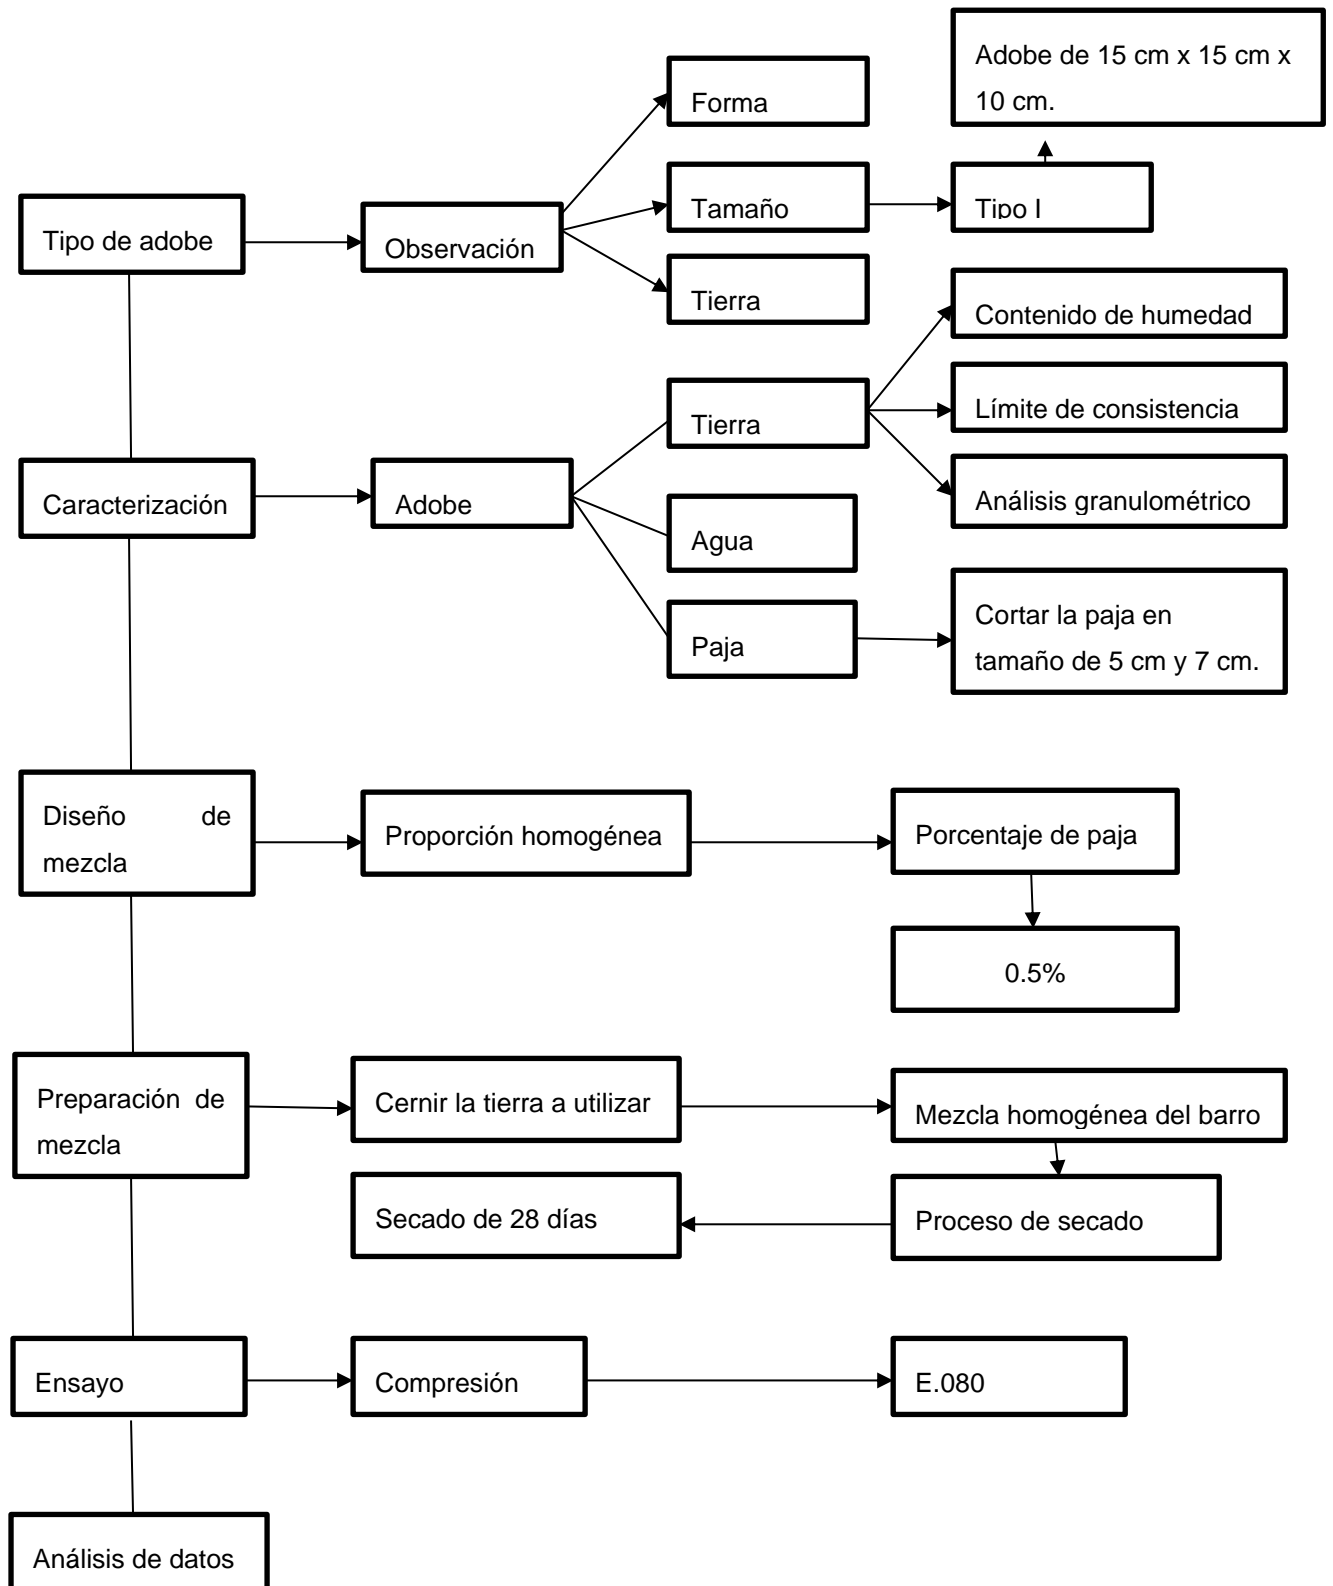 Adobe de 15 cm x 15 cm x
10 cm.
Forma
Tipo de adobe
Observación
Tamaño
Tipo I
Tierra
Contenido de humedad
Tierra
Límite de consistencia
Caracterización
Adobe
Análisis granulométrico
Agua
Paja
Cortar la paja en
tamaño de 5 cm y 7 cm.
Diseño de
mezcla
Proporción homogénea
Porcentaje de paja
0.5%
Preparación de
mezcla
Cernir la tierra a utilizar
Mezcla homogénea del barro
Secado de 28 días
Proceso de secado
Ensayo
Compresión
E.080
Análisis de datos